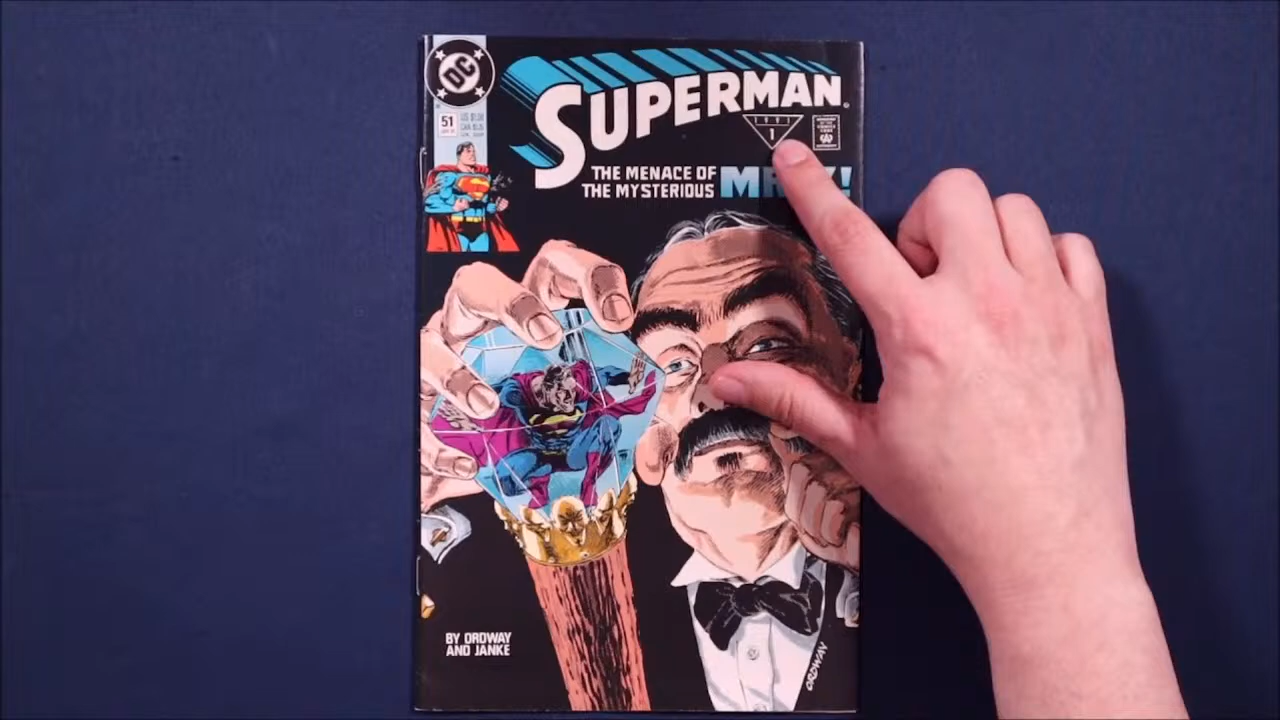 DC
SUPERMAN
51
1991
1
THE MENACE OF
THE MYSTERIOUS
BY ORDWAY
AND JANKE
ORDWAY